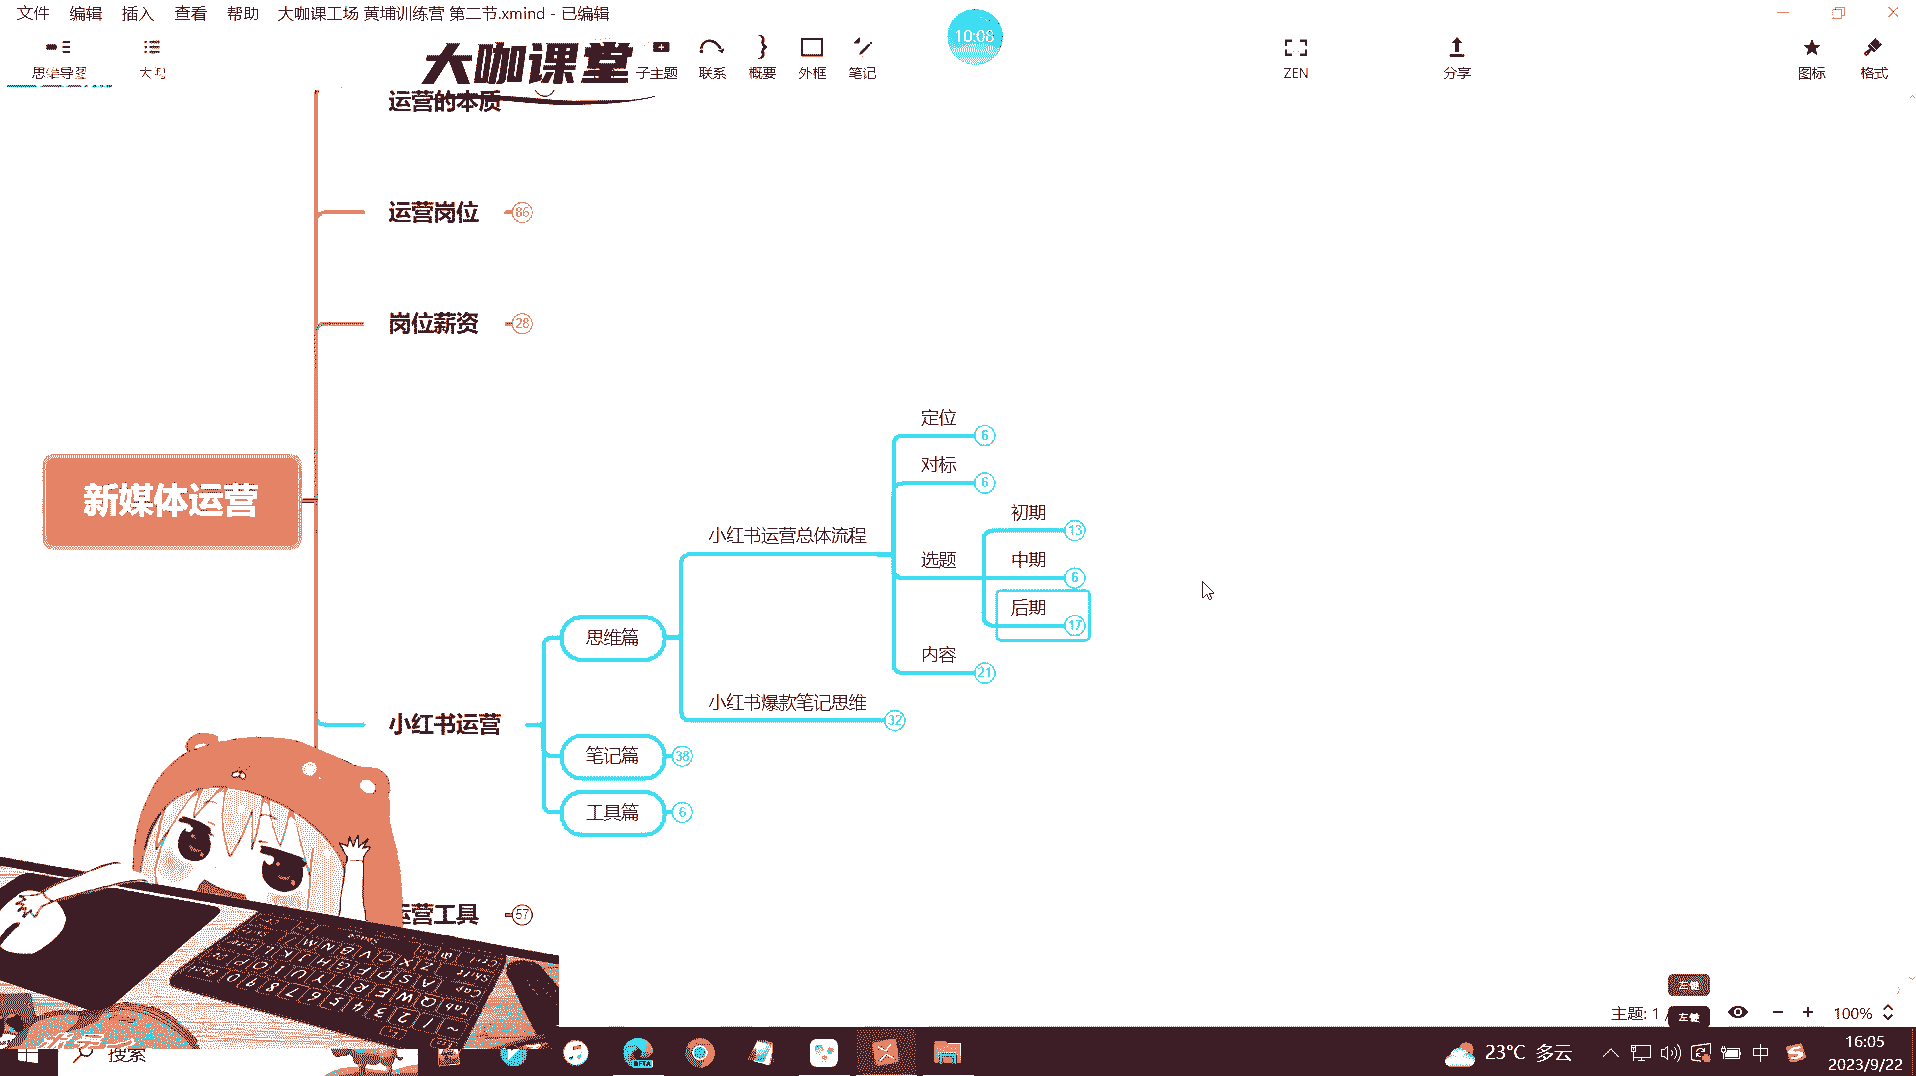 文件 编辑 插入 查看 帮助 大咖课工场 黄埔训练营 第二节.xmind - 已编辑
10:08
思维导图
大咖课堂
子主题 联系 概要 外框 笔记
ZEN 分享 图标 格式
运营的本质
运营岗位 86
岗位薪资 28
定位 6
对标 6
新媒体运营
初期 13
小红书运营总体流程
选题
中期 6
后期 17
思维篇
内容 21
小红书爆款笔记思维 32
小红书运营
笔记篇 38
工具篇 6
运营工具 57
左键
左键
主题: 1 /
100%
搜索
BETA
23°C 多云
中
16:05
2023/9/22